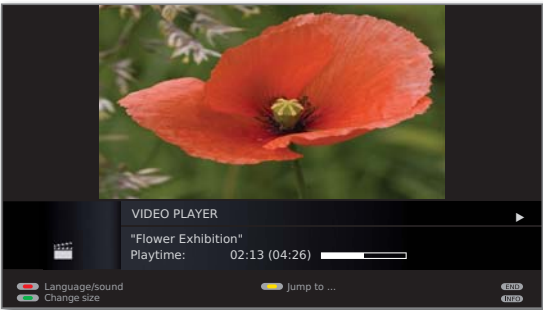 VIDEO PLAYER
"Flower Exhibition"
Playtime: 02:13 (04:26)
Language/sound Jump to ... END
Change size INFO